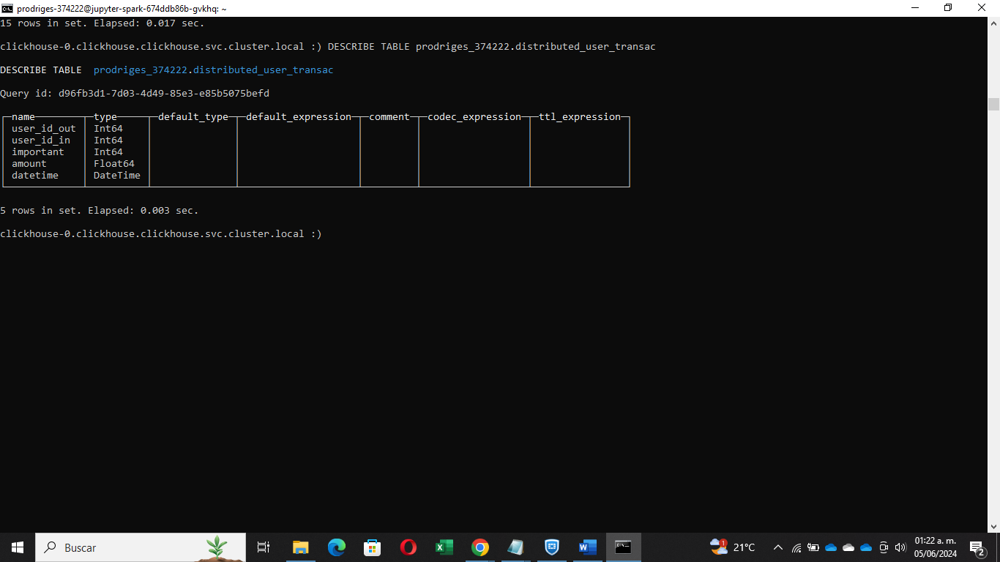 prodriges-374222@jupyter-spark-674ddb86b-gvkhq: ~
15 rows in set. Elapsed: 0.017 sec.
clickhouse-0.clickhouse.clickhouse.svc.cluster.local :) DESCRIBE TABLE prodriges_374222.distributed_user_transac
DESCRIBE TABLE prodriges_374222.distributed_user_transac
Query id: d96fb3d1-7d03-4d49-85e3-e85b5075befd
name type default_type default_expression comment codec_expression ttl_expression
user_id_out Int64
user_id_in Int64
important Int64
amount Float64
datetime DateTime
5 rows in set. Elapsed: 0.003 sec.
clickhouse-0.clickhouse.clickhouse.svc.cluster.local :)
Buscar
1
21°C
01:22 a. m.
05/06/2024
2